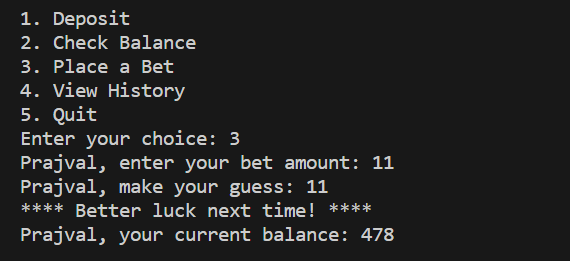 1. Deposit
2. Check Balance
3. Place a Bet
4. View History
5. Quit
Enter your choice: 3
Prajval, enter your bet amount: 11
Prajval, make your guess: 11
**** Better luck next time! ****
Prajval, your current balance: 478